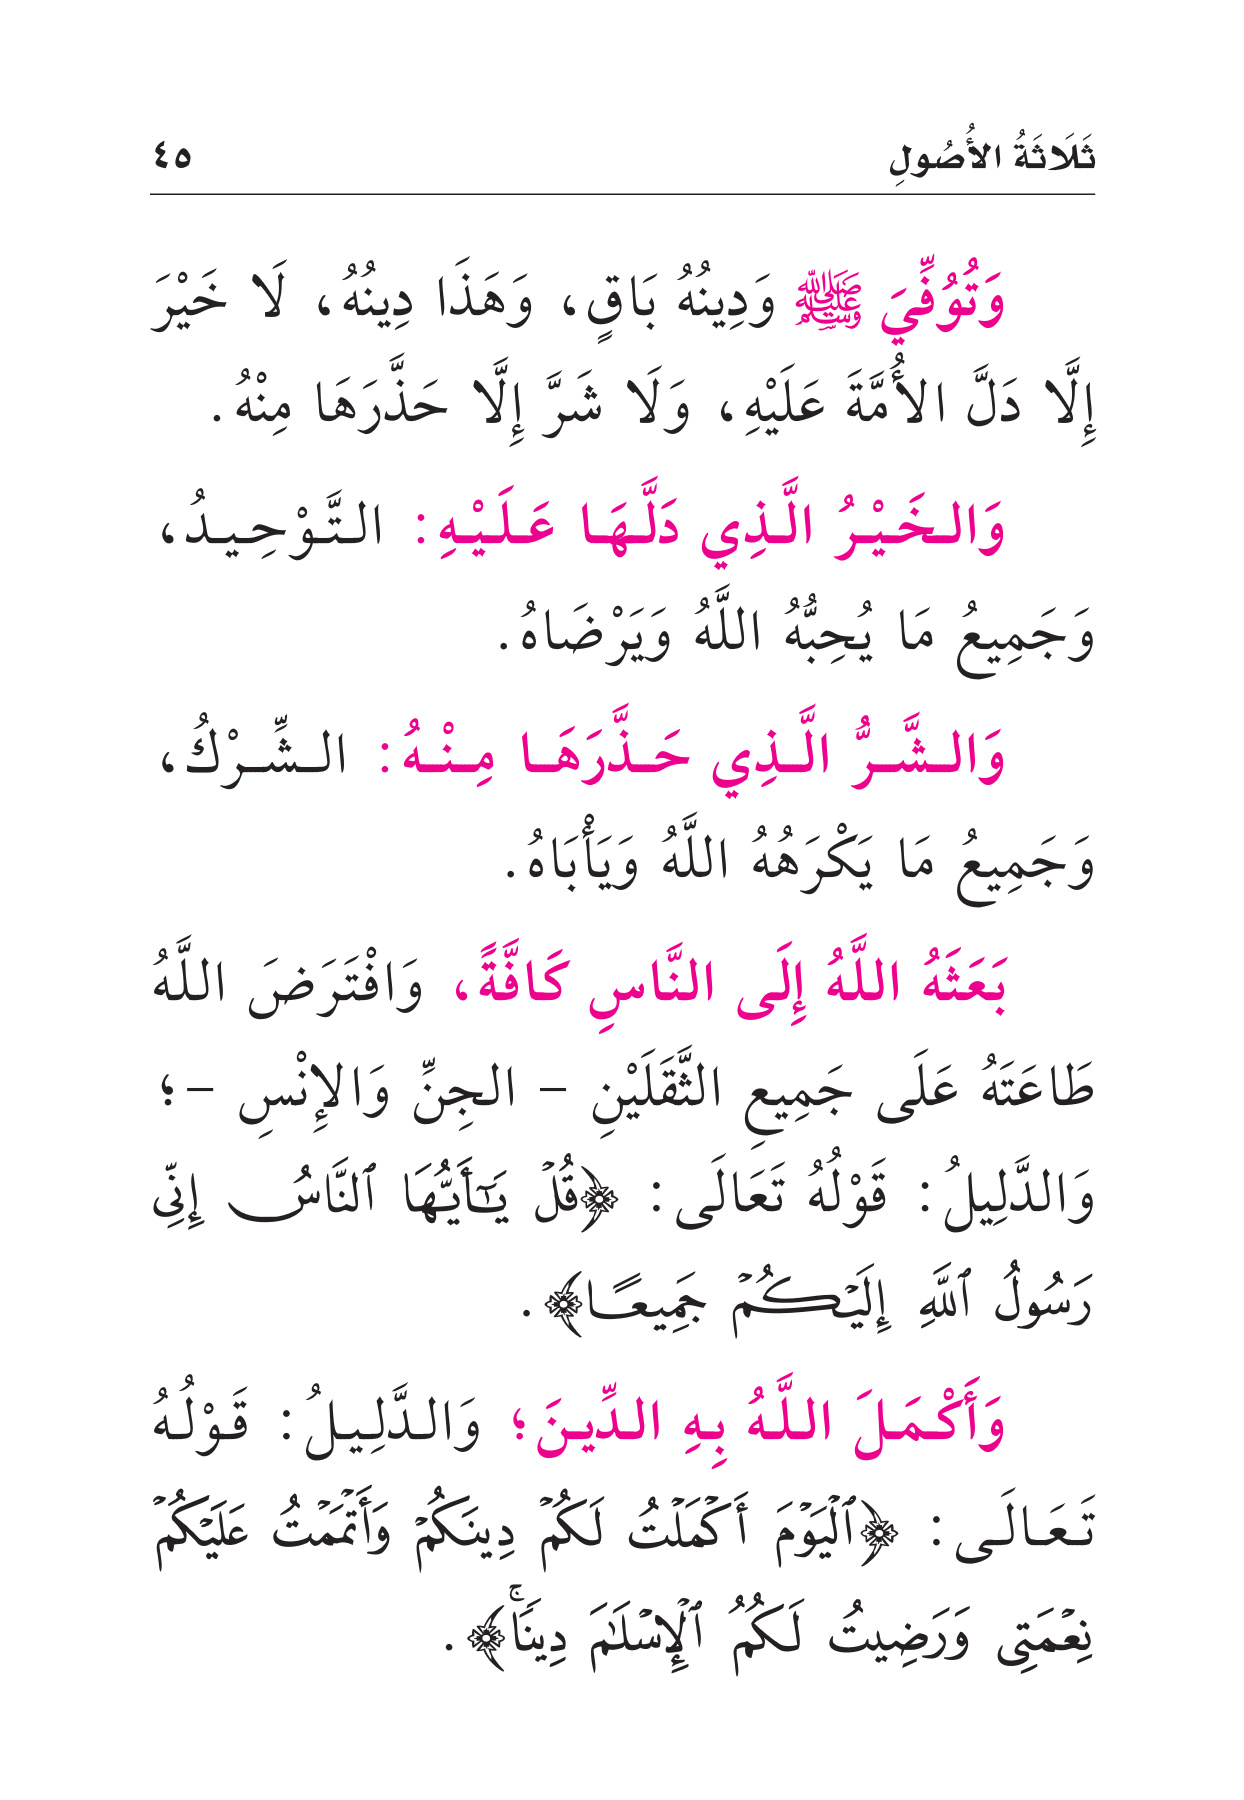 ثَلَاثَةُ الأُصُولِ ٤٥
وَتُوُفِّيَ ﷺ وَدِينُهُ بَاقٍ، وَهَذَا دِينُهُ، لَا خَيْرَ
إِلَّا دَلَّ الأُمَّةَ عَلَيْهِ، وَلَا شَرَّ إِلَّا حَذَّرَهَا مِنْهُ.
وَالخَيْرُ الَّذِي دَلَّهَا عَلَيْهِ: التَّوْحِيدُ،
وَجَمِيعُ مَا يُحِبُّهُ اللَّهُ وَيَرْضَاهُ.
وَالشَّرُّ الَّذِي حَذَّرَهَا مِنْهُ: الشِّرْكُ،
وَجَمِيعُ مَا يَكْرَهُهُ اللَّهُ وَيَأْبَاهُ.
بَعَثَهُ اللَّهُ إِلَى النَّاسِ كَافَّةً، وَافْتَرَضَ اللَّهُ
طَاعَتَهُ عَلَى جَمِيعِ الثَّقَلَيْنِ – الجِنِّ وَالإِنْسِ –؛
وَالدَّلِيلُ: قَوْلُهُ تَعَالَى: ﴿قُلۡ يَـٰٓأَيُّهَا ٱلنَّاسُ إِنِّي
رَسُولُ ٱللَّهِ إِلَيۡكُمۡ جَمِيعًا﴾.
وَأَكْمَلَ اللَّهُ بِهِ الدِّينَ؛ وَالدَّلِيلُ: قَوْلُهُ
تَعَالَى: ﴿ٱلۡيَوۡمَ أَكۡمَلۡتُ لَكُمۡ دِينَكُمۡ وَأَتۡمَمۡتُ عَلَيۡكُمۡ
نِعۡمَتِي وَرَضِيتُ لَكُمُ ٱلۡإِسۡلَـٰمَ دِينٗاۚ﴾.